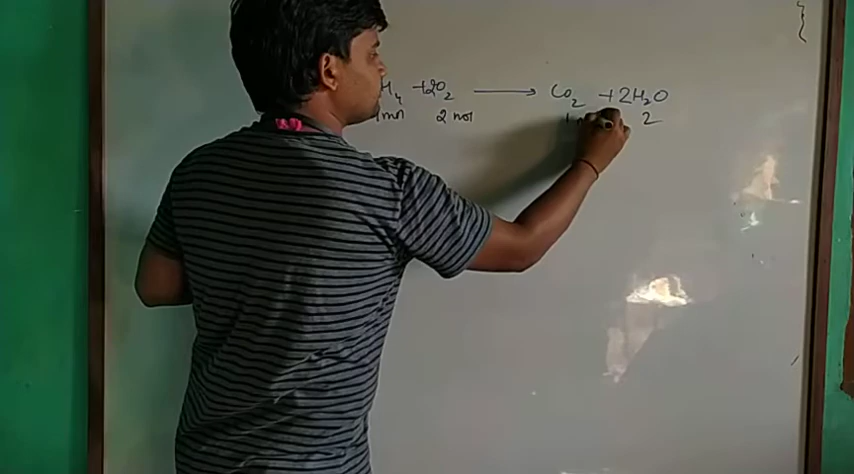 H₄ + 2O₂ ⟶ CO₂ + 2H₂O
1 mol 2 mol 1 2